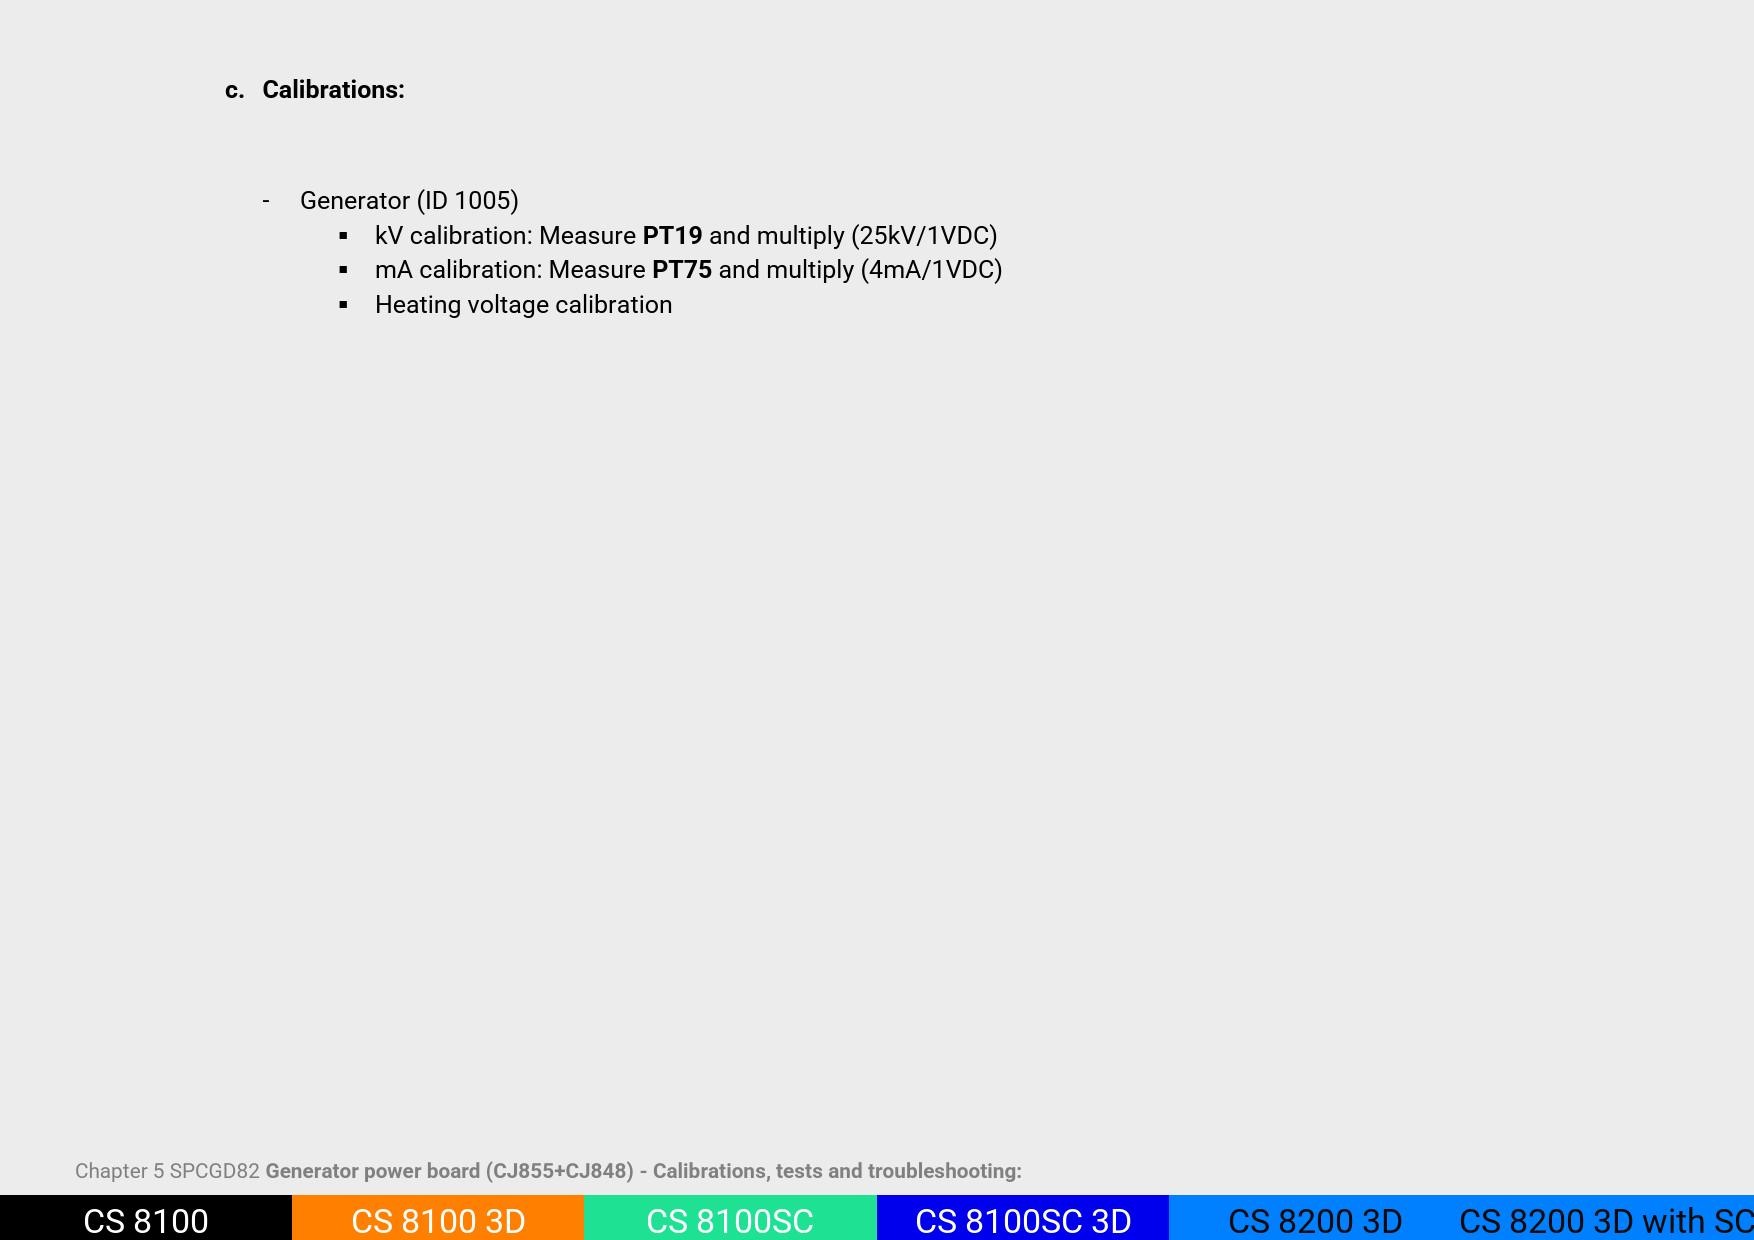 c. Calibrations:
- Generator (ID 1005)
▪ kV calibration: Measure PT19 and multiply (25kV/1VDC)
▪ mA calibration: Measure PT75 and multiply (4mA/1VDC)
▪ Heating voltage calibration
Chapter 5 SPCGD82 Generator power board (CJ855+CJ848) - Calibrations, tests and troubleshooting:
CS 8100 CS 8100 3D CS 8100SC CS 8100SC 3D CS 8200 3D CS 8200 3D with SC